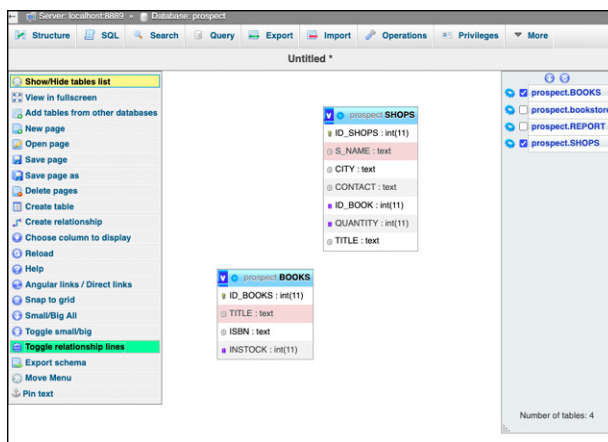 Server: localhost:8889 » Database: prospect
Structure SQL Search Query Export Import Operations Privileges More
Untitled *
Show/Hide tables list
View in fullscreen
Add tables from other databases
New page
Open page
Save page
Save page as
Delete pages
Create table
Create relationship
Choose column to display
Reload
Help
Angular links / Direct links
Snap to grid
Small/Big All
Toggle small/big
Toggle relationship lines
Export schema
Move Menu
Pin text
v prospect.SHOPS
ID_SHOPS : int(11)
S_NAME : text
CITY : text
CONTACT : text
ID_BOOK : int(11)
QUANTITY : int(11)
TITLE : text
v prospect.BOOKS
ID_BOOKS : int(11)
TITLE : text
ISBN : text
INSTOCK : int(11)
prospect.BOOKS
prospect.bookstore
prospect.REPORT
prospect.SHOPS
Number of tables: 4